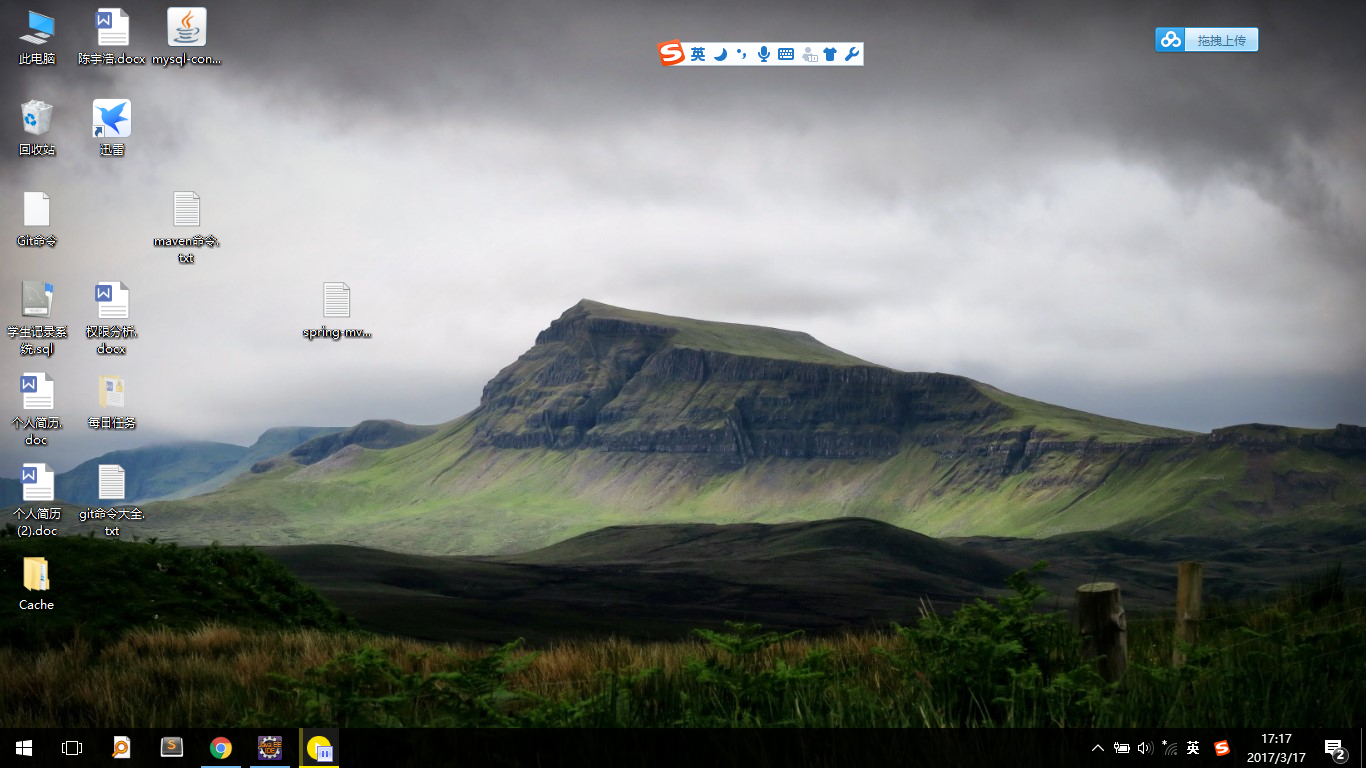 此电脑
陈宇浩.docx
mysql-con...
英
拖拽上传
回收站
迅雷
Git命令
maven命令.
txt
学生记录系
统.sql
权限分析.
docx
spring-mv...
个人简历.
doc
每日任务
个人简历
(2).doc
git命令大全.
txt
Cache
英
17:17
2017/3/17
2